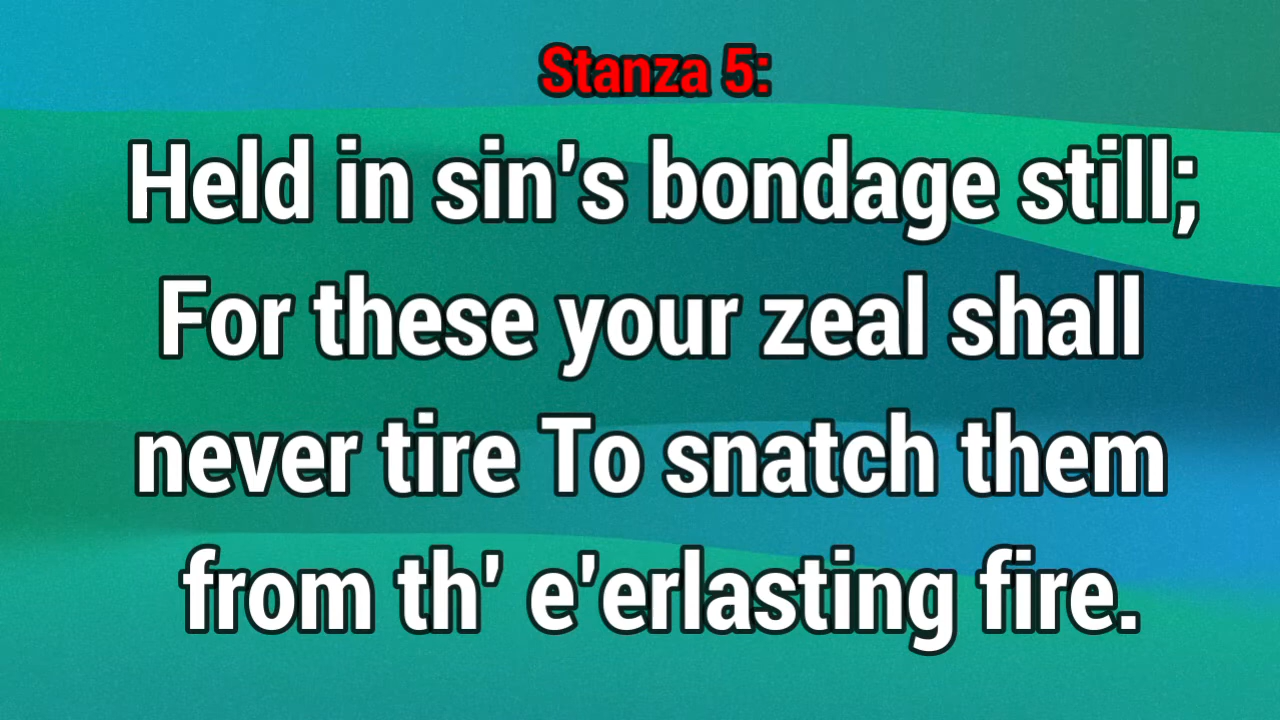 Stanza 5:
Held in sin's bondage still;
For these your zeal shall
never tire To snatch them
from th' e'erlasting fire.